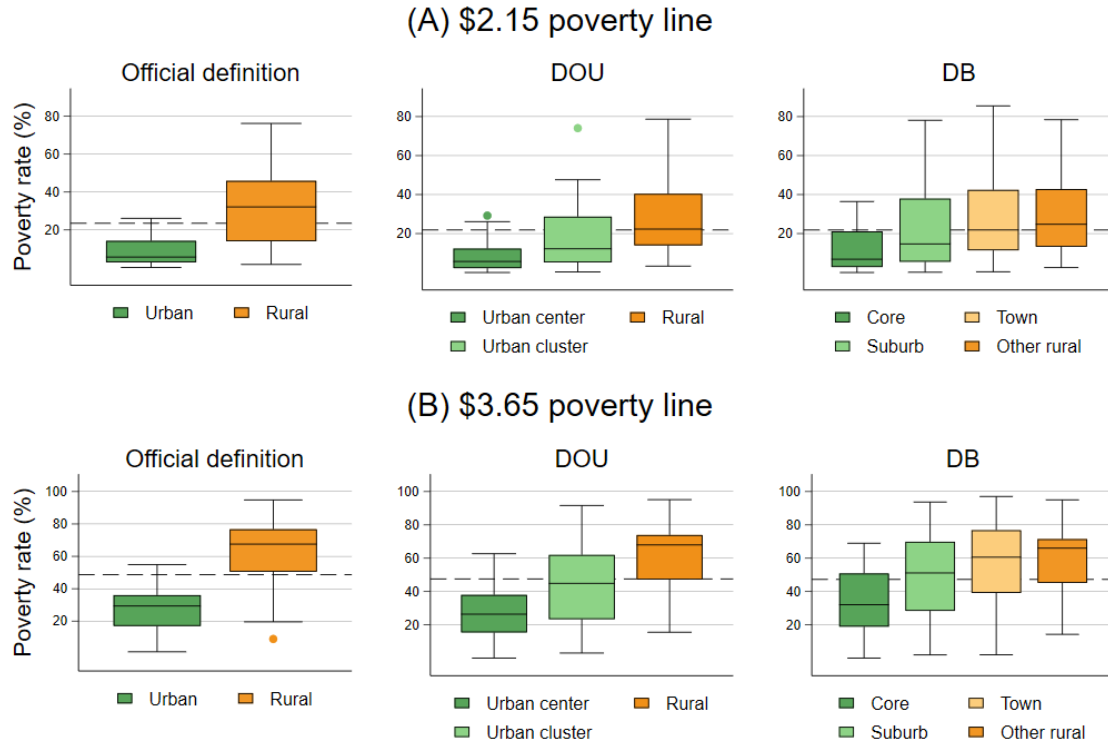 (A) $2.15 poverty line
Official definition
DOU
DB
Poverty rate (%)
80
60
40
20
80
60
40
20
80
60
40
20
Urban
Rural
Urban center
Rural
Urban cluster
Core
Town
Suburb
Other rural
(B) $3.65 poverty line
Official definition
DOU
DB
Poverty rate (%)
100
80
60
40
20
100
80
60
40
20
100
80
60
40
20
Urban
Rural
Urban center
Rural
Urban cluster
Core
Town
Suburb
Other rural